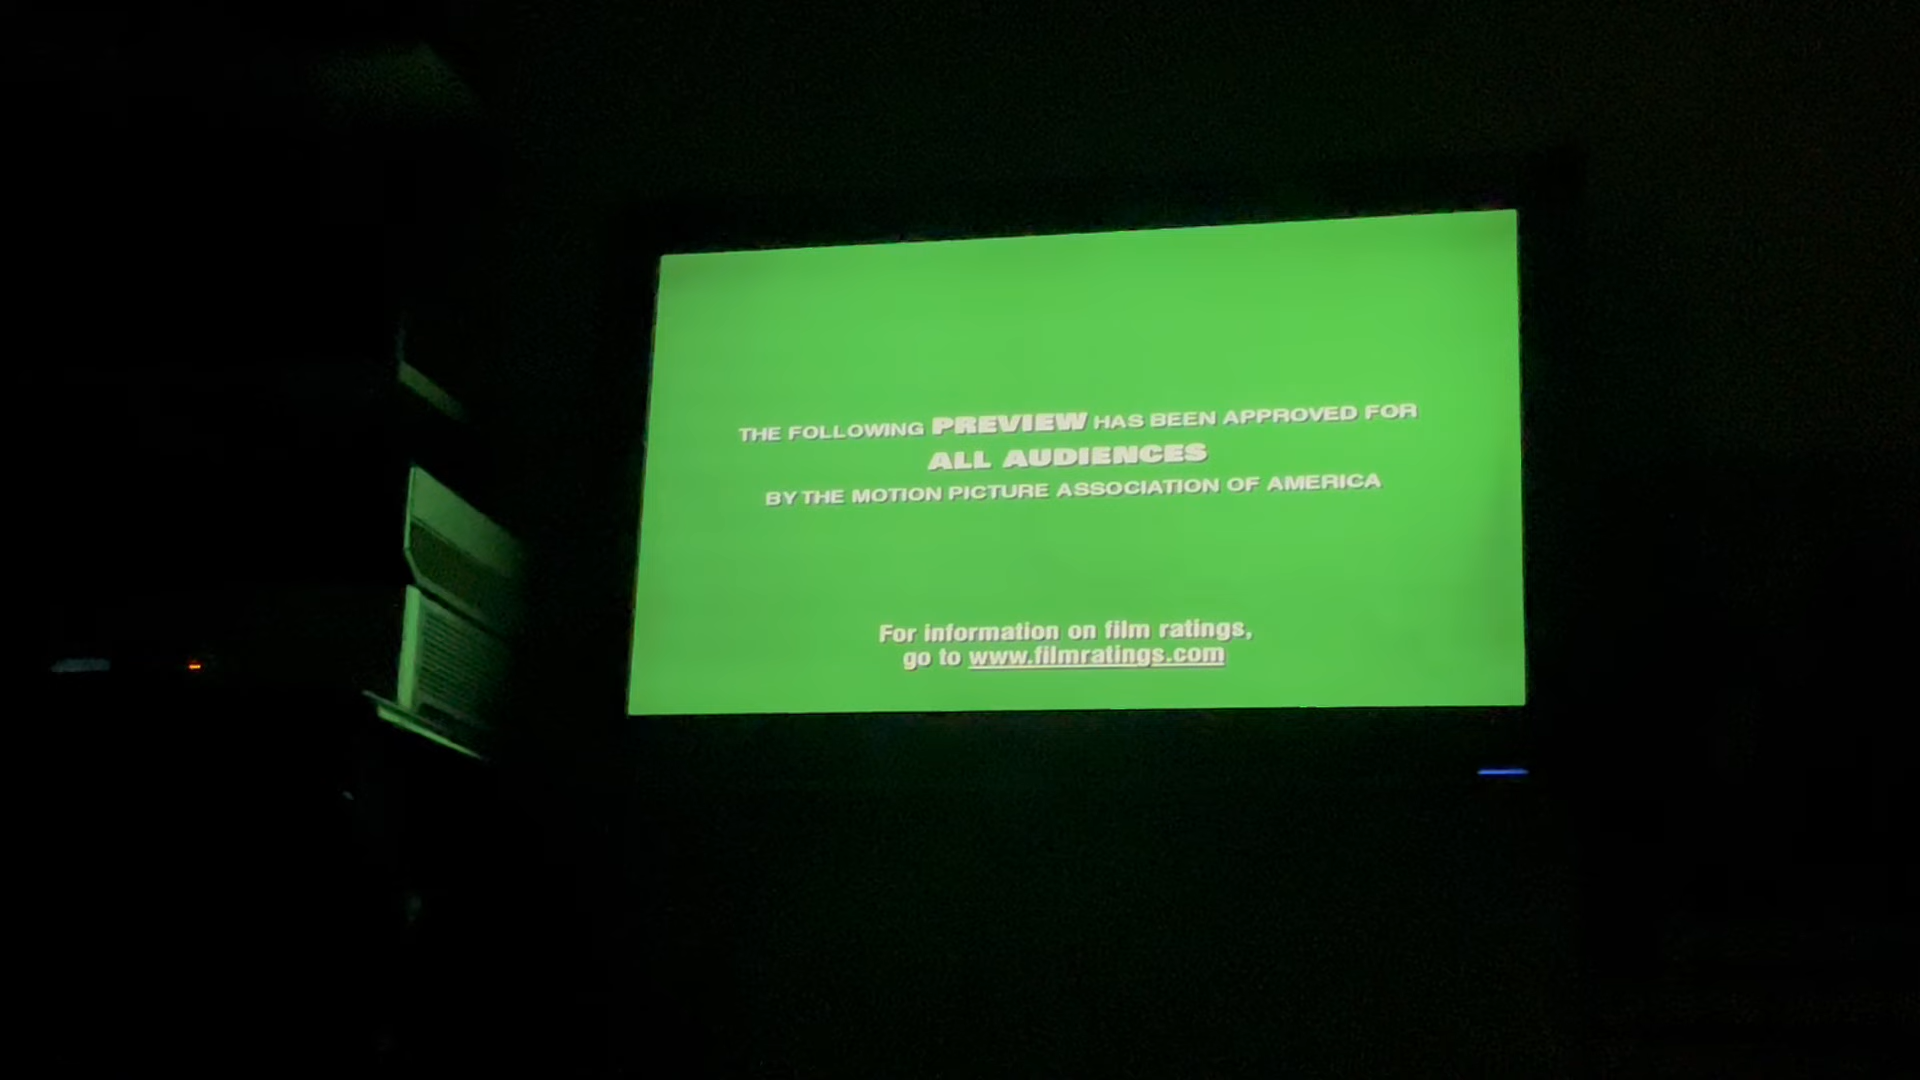 THE FOLLOWING PREVIEW HAS BEEN APPROVED FOR
ALL AUDIENCES
BY THE MOTION PICTURE ASSOCIATION OF AMERICA
For information on film ratings,
go to www.filmratings.com